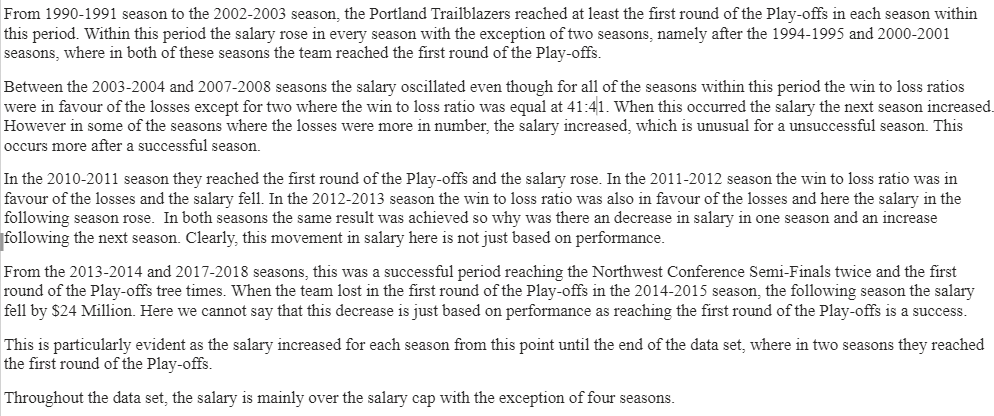 From 1990-1991 season to the 2002-2003 season, the Portland Trailblazers reached at least the first round of the Play-offs in each season within
this period. Within this period the salary rose in every season with the exception of two seasons, namely after the 1994-1995 and 2000-2001
seasons, where in both of these seasons the team reached the first round of the Play-offs.
Between the 2003-2004 and 2007-2008 seasons the salary oscillated even though for all of the seasons within this period the win to loss ratios
were in favour of the losses except for two where the win to loss ratio was equal at 41:41. When this occurred the salary the next season increased.
However in some of the seasons where the losses were more in number, the salary increased, which is unusual for a unsuccessful season. This
occurs more after a successful season.
In the 2010-2011 season they reached the first round of the Play-offs and the salary rose. In the 2011-2012 season the win to loss ratio was in
favour of the losses and the salary fell. In the 2012-2013 season the win to loss ratio was also in favour of the losses and here the salary in the
following season rose.  In both seasons the same result was achieved so why was there an decrease in salary in one season and an increase
following the next season. Clearly, this movement in salary here is not just based on performance.
From the 2013-2014 and 2017-2018 seasons, this was a successful period reaching the Northwest Conference Semi-Finals twice and the first
round of the Play-offs tree times. When the team lost in the first round of the Play-offs in the 2014-2015 season, the following season the salary
fell by $24 Million. Here we cannot say that this decrease is just based on performance as reaching the first round of the Play-offs is a success.
This is particularly evident as the salary increased for each season from this point until the end of the data set, where in two seasons they reached
the first round of the Play-offs.
Throughout the data set, the salary is mainly over the salary cap with the exception of four seasons.